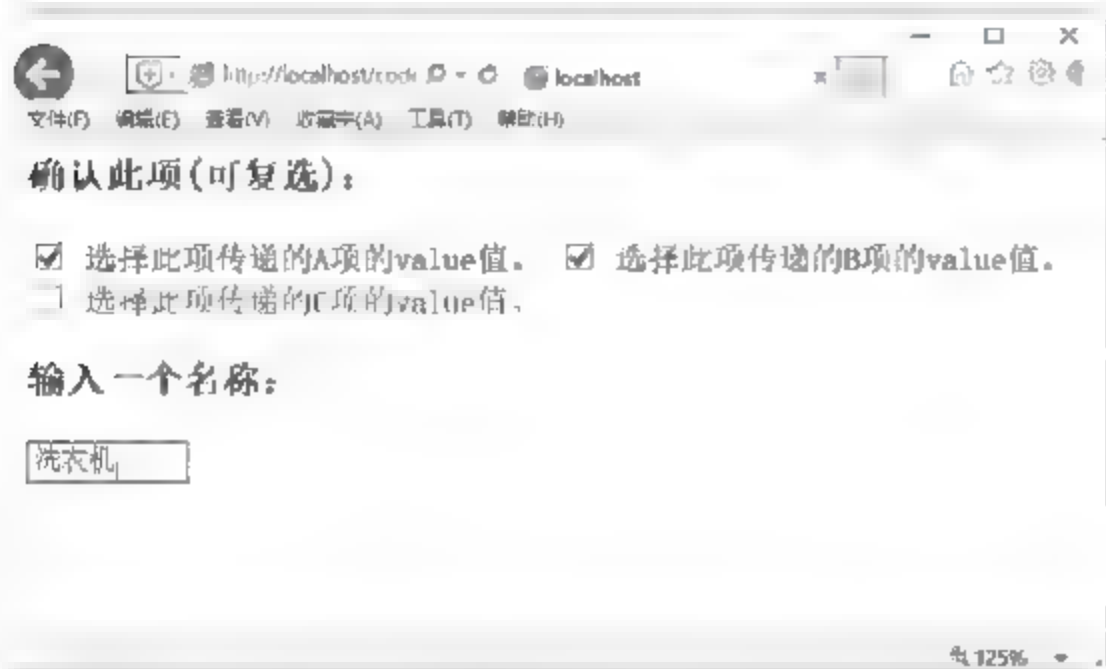 http://localhost/code localhost
文件(F) 编辑(E) 查看(V) 收藏夹(A) 工具(T) 帮助(H)
确认此项(可复选):
选择此项传递的A项的value值。 选择此项传递的B项的value值。
选择此项传递的C项的value值。
输入一个名称:
洗衣机
125%